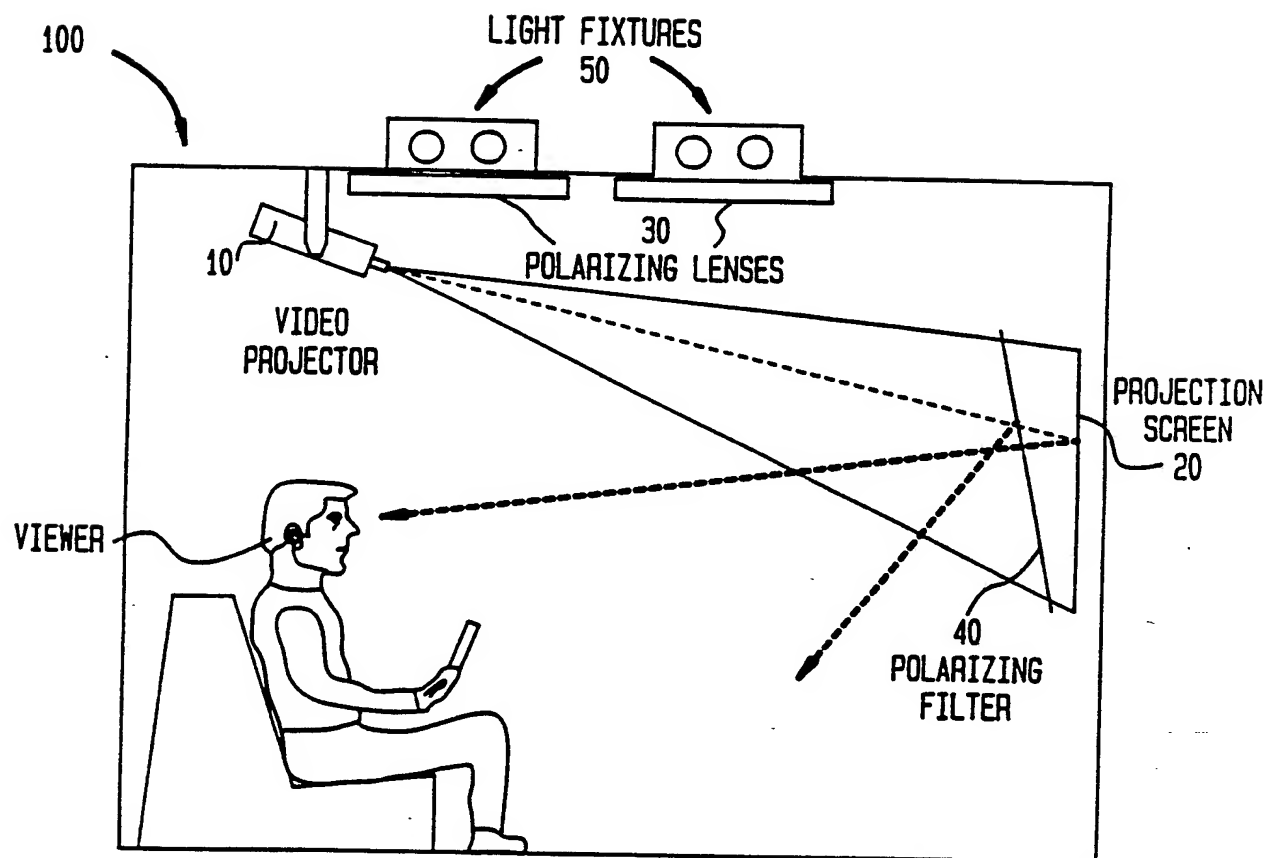 100
LIGHT FIXTURES
50
30
POLARIZING LENSES
10
VIDEO
PROJECTOR
PROJECTION
SCREEN
20
VIEWER
40
POLARIZING
FILTER